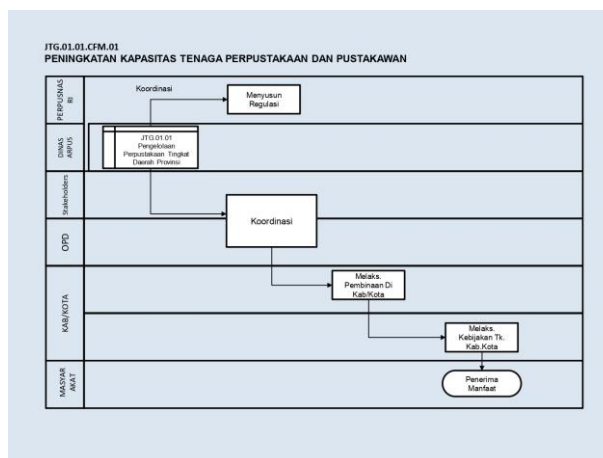 JTG.01.01.CFM.01
PENINGKATAN KAPASITAS TENAGA PERPUSTAKAAN DAN PUSTAKAWAN
PERPUSNAS
RI
Koordinasi
Menyusun
Regulasi
DINAS
ARPUS
JTG.01.01
Pengelolaan
Perpustakaan Tingkat
Daerah Provinsi
Stakeholders
Koordinasi
OPD
KAB/KOTA
Melaks.
Pembinaan Di
Kab/Kota
Melaks.
Kebijakan Tk.
Kab.Kota
MASYAR
AKAT
Penerima
Manfaat